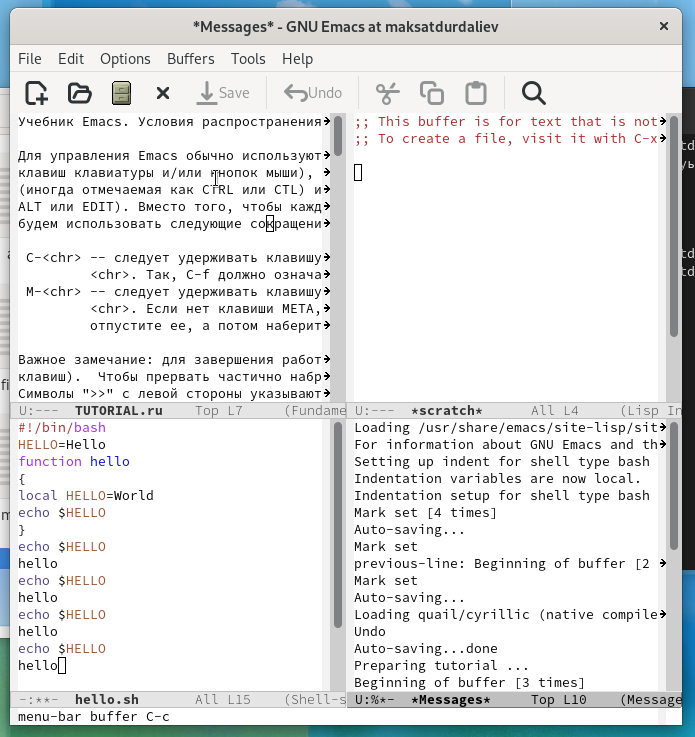 *Messages* - GNU Emacs at maksatdurdaliev
File Edit Options Buffers Tools Help
Save Undo
Учебник Emacs. Условия распространения
Для управления Emacs обычно используют
клавиш клавиатуры и/или кнопок мыши),
(иногда отмечаемая как CTRL или CTL) и
ALT или EDIT). Вместо того, чтобы кажд
будем использовать следующие сокращени
C-<chr> -- следует удерживать клавишу
<chr>. Так, C-f должно означа
M-<chr> -- следует удерживать клавишу
<chr>. Если нет клавиши META,
отпустите ее, а потом наберит
Важное замечание: для завершения работ
клавиш).  Чтобы прервать частично набр
Символы ">>" с левой стороны указывают
U:--- TUTORIAL.ru Top L7 (Fundame
;; This buffer is for text that is not
;; To create a file, visit it with C-x
U:--- *scratch* All L4 (Lisp In
#!/bin/bash
HELLO=Hello
function hello
{
local HELLO=World
echo $HELLO
}
echo $HELLO
hello
echo $HELLO
hello
echo $HELLO
hello
echo $HELLO
hello
-:**- hello.sh All L15 (Shell-s
Loading /usr/share/emacs/site-lisp/sit
For information about GNU Emacs and th
Setting up indent for shell type bash
Indentation variables are now local.
Indentation setup for shell type bash
Mark set [4 times]
Auto-saving...
Mark set
previous-line: Beginning of buffer [2
Mark set
Auto-saving...
Loading quail/cyrillic (native compile
Undo
Auto-saving...done
Preparing tutorial ...
Beginning of buffer [3 times]
U:%*- *Messages* Top L10 (Message
menu-bar buffer C-c